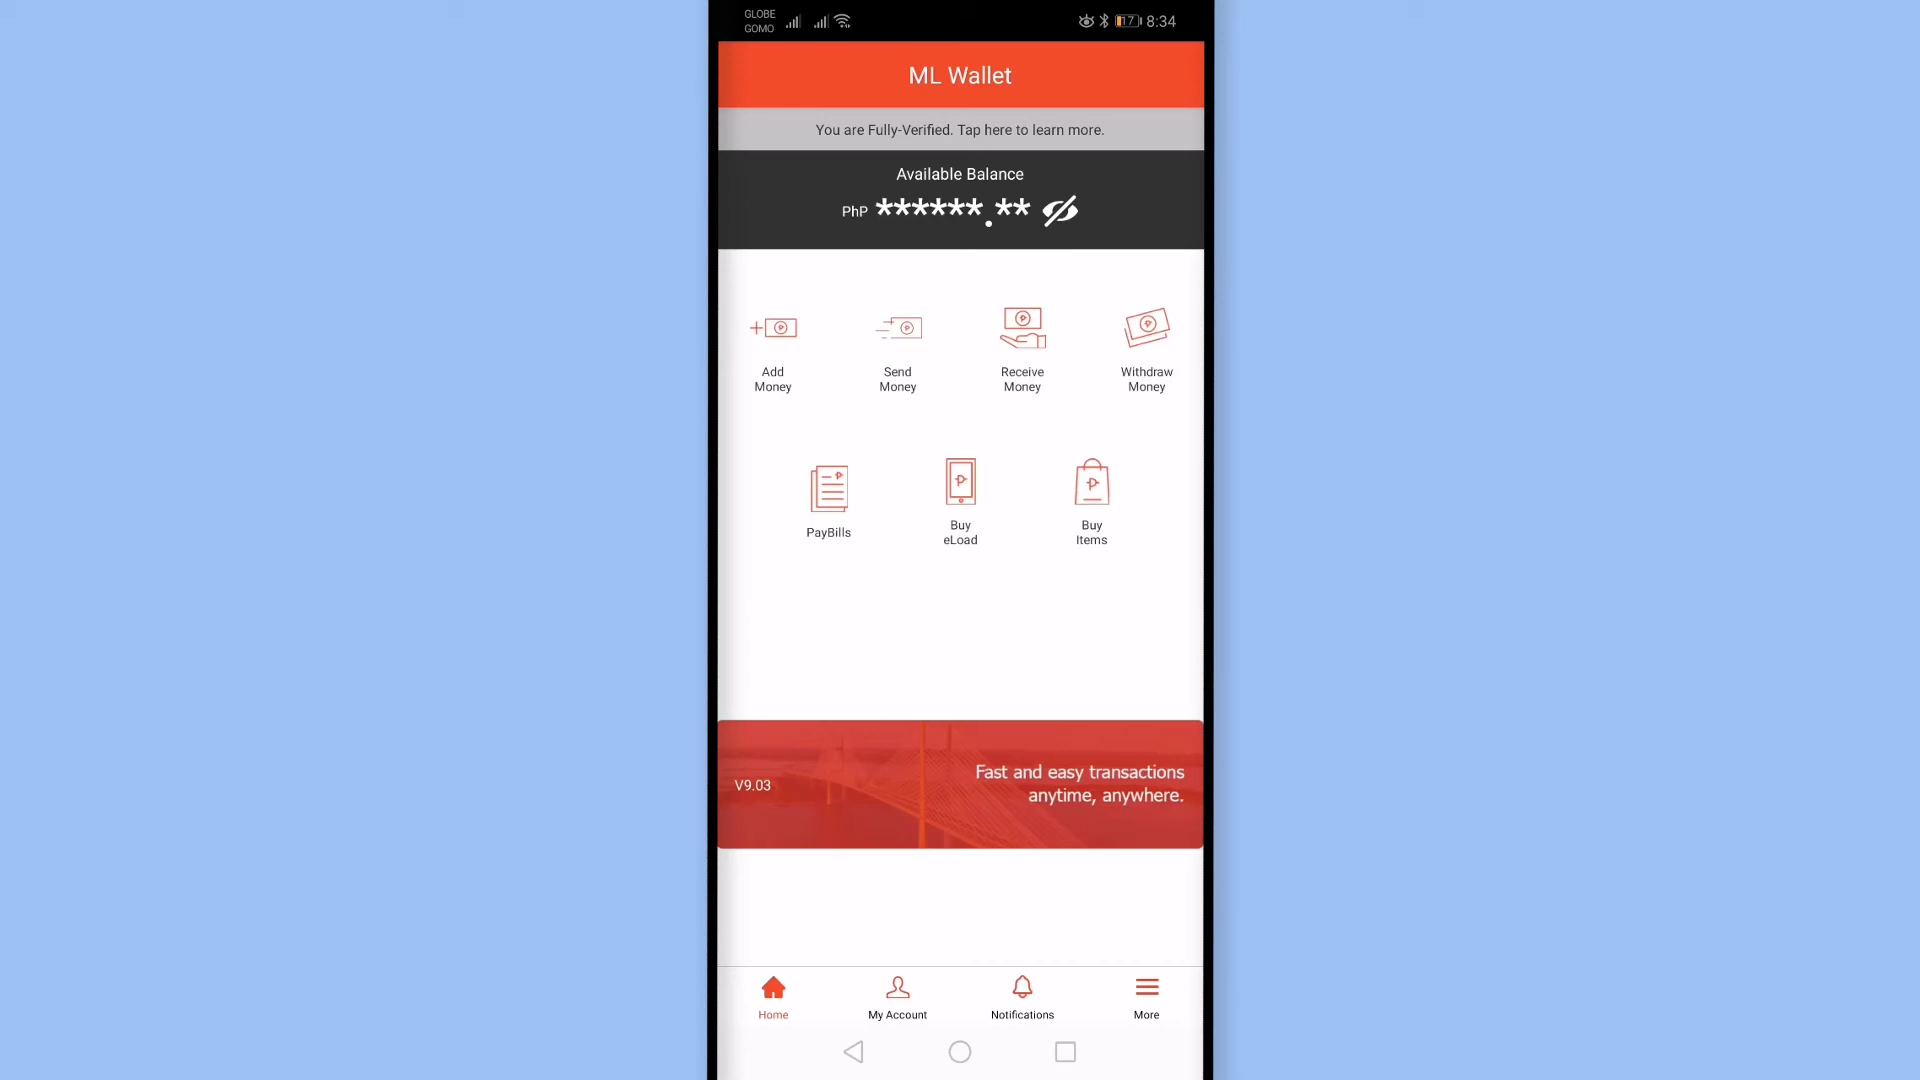 GLOBE
GOMO
17 8:34
ML Wallet
You are Fully-Verified. Tap here to learn more.
Available Balance
PhP ******.**
Add
Money
Send
Money
Receive
Money
Withdraw
Money
PayBills
Buy
eLoad
Buy
Items
V9.03
Fast and easy transactions
anytime, anywhere.
Home
My Account
Notifications
More